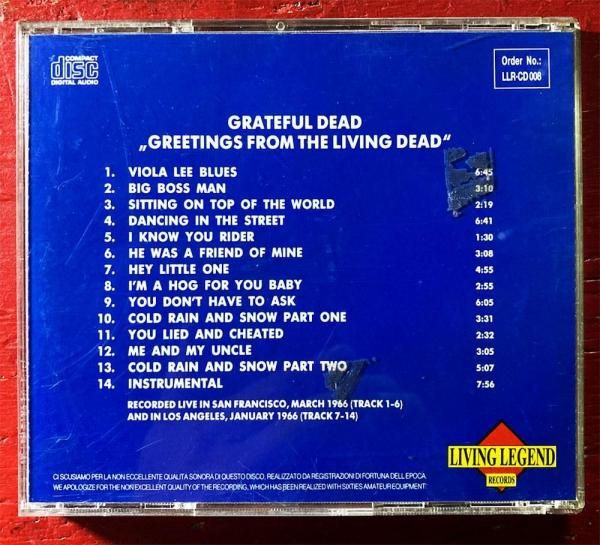 COMPACT
disc
DIGITAL AUDIO
Order No.:
LLR-CD 008
GRATEFUL DEAD
„GREETINGS FROM THE LIVING DEAD“
1. VIOLA LEE BLUES 6:45
2. BIG BOSS MAN 3:10
3. SITTING ON TOP OF THE WORLD 2:19
4. DANCING IN THE STREET 6:41
5. I KNOW YOU RIDER 1:30
6. HE WAS A FRIEND OF MINE 3:08
7. HEY LITTLE ONE 4:55
8. I'M A HOG FOR YOU BABY 2:55
9. YOU DON'T HAVE TO ASK 6:05
10. COLD RAIN AND SNOW PART ONE 3:31
11. YOU LIED AND CHEATED 2:32
12. ME AND MY UNCLE 3:05
13. COLD RAIN AND SNOW PART TWO 5:07
14. INSTRUMENTAL 7:56
RECORDED LIVE IN SAN FRANCISCO, MARCH 1966 (TRACK 1-6)
AND IN LOS ANGELES, JANUARY 1966 (TRACK 7-14)
LIVING LEGEND
RECORDS
CI SCUSIAMO PER LA NON ECCELLENTE QUALITA SONORA DI QUESTO DISCO, REALIZZATO DA REGISTRAZIONI DI FORTUNA DELL'EPOCA.
WE APOLOGIZE FOR THE NON EXCELLENT QUALITY OF THE RECORDING, WHICH HAS BEEN REALIZED WITH SIXTIES AMATEUR EQUIPMENT.